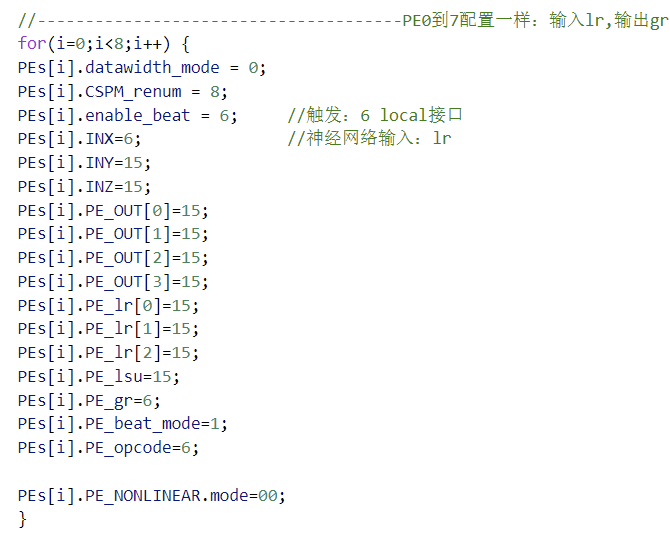 //--------------------------------------PE0到7配置一样：输入lr,输出gr
for(i=0;i<8;i++) {
PEs[i].datawidth_mode = 0;
PEs[i].CSPM_renum = 8;
PEs[i].enable_beat = 6;     //触发：6 local接口
PEs[i].INX=6;               //神经网络输入：lr
PEs[i].INY=15;
PEs[i].INZ=15;
PEs[i].PE_OUT[0]=15;
PEs[i].PE_OUT[1]=15;
PEs[i].PE_OUT[2]=15;
PEs[i].PE_OUT[3]=15;
PEs[i].PE_lr[0]=15;
PEs[i].PE_lr[1]=15;
PEs[i].PE_lr[2]=15;
PEs[i].PE_lsu=15;
PEs[i].PE_gr=6;
PEs[i].PE_beat_mode=1;
PEs[i].PE_opcode=6;
PEs[i].PE_NONLINEAR.mode=00;
}